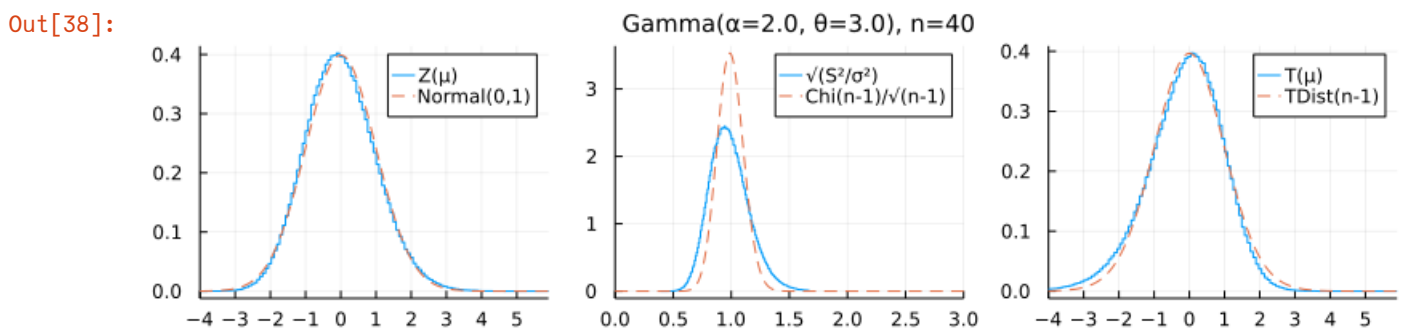 Out[38]:
Gamma(α=2.0, θ=3.0), n=40
0.4
0.3
0.2
0.1
0.0
−4 −3 −2 −1 0 1 2 3 4 5
Z(μ)
Normal(0,1)
3
2
1
0
0.0 0.5 1.0 1.5 2.0 2.5 3.0
√(S²/σ²)
Chi(n-1)/√(n-1)
0.4
0.3
0.2
0.1
0.0
−4 −3 −2 −1 0 1 2 3 4 5
T(μ)
TDist(n-1)